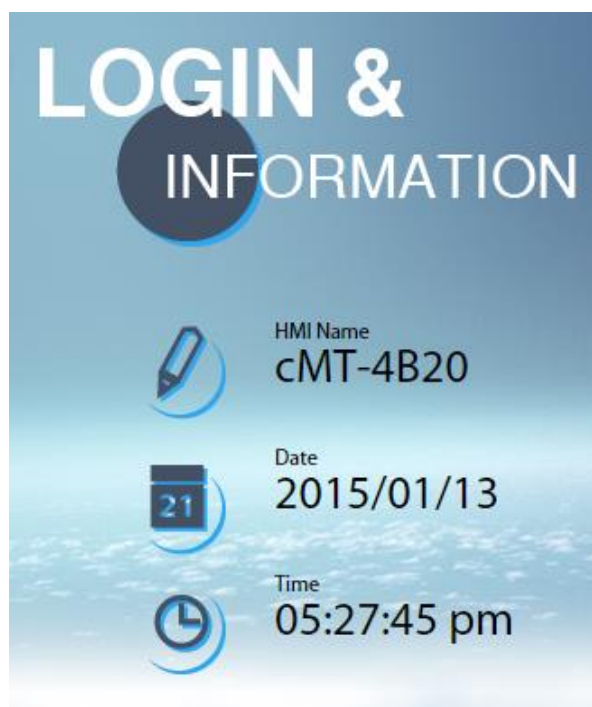 LOGIN &
INFORMATION
HMI Name
cMT-4B20
Date
2015/01/13
21
Time
05:27:45 pm